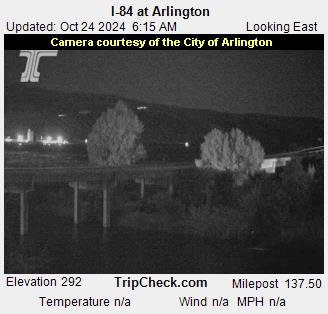 I-84 at Arlington
Updated: Oct 24 2024 6:15 AM Looking East
Camera courtesy of the City of Arlington
Elevation 292 TripCheck.com Milepost 137.50
Temperature n/a Wind n/a MPH n/a